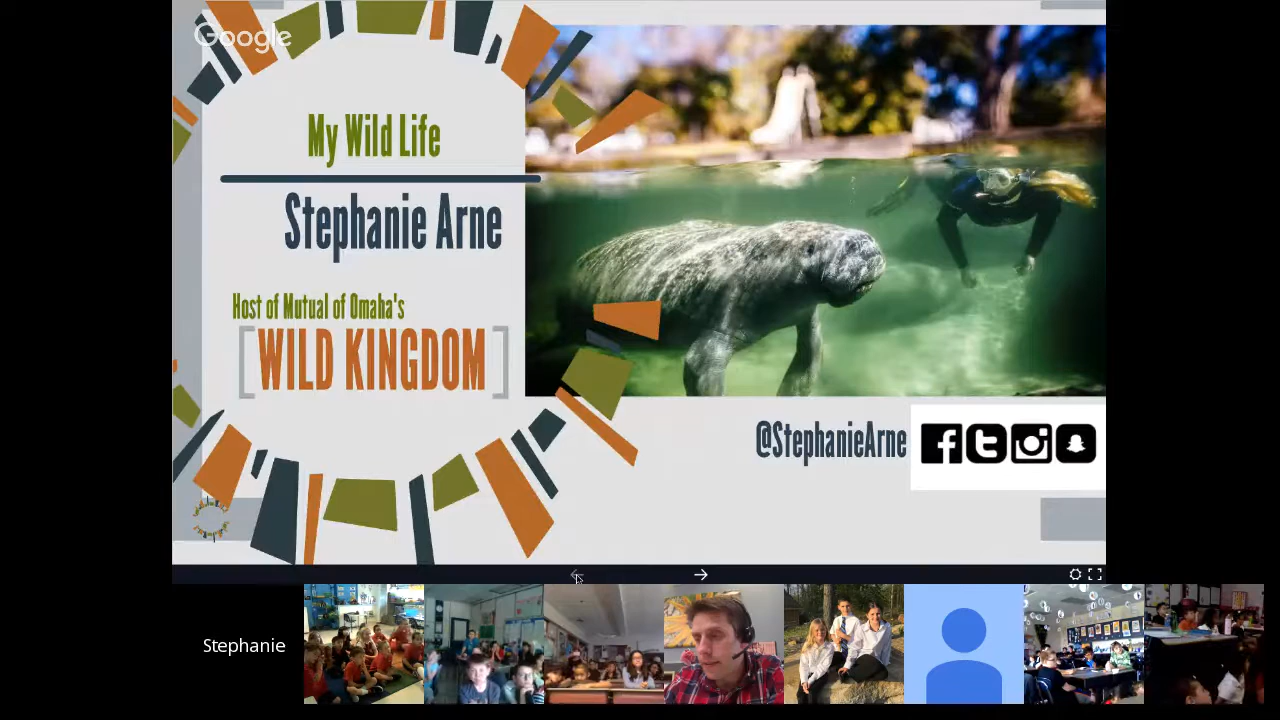 Google
My Wild Life
Stephanie Arne
Host of Mutual of Omaha's
[WILD KINGDOM]
@StephanieArne
Stephanie